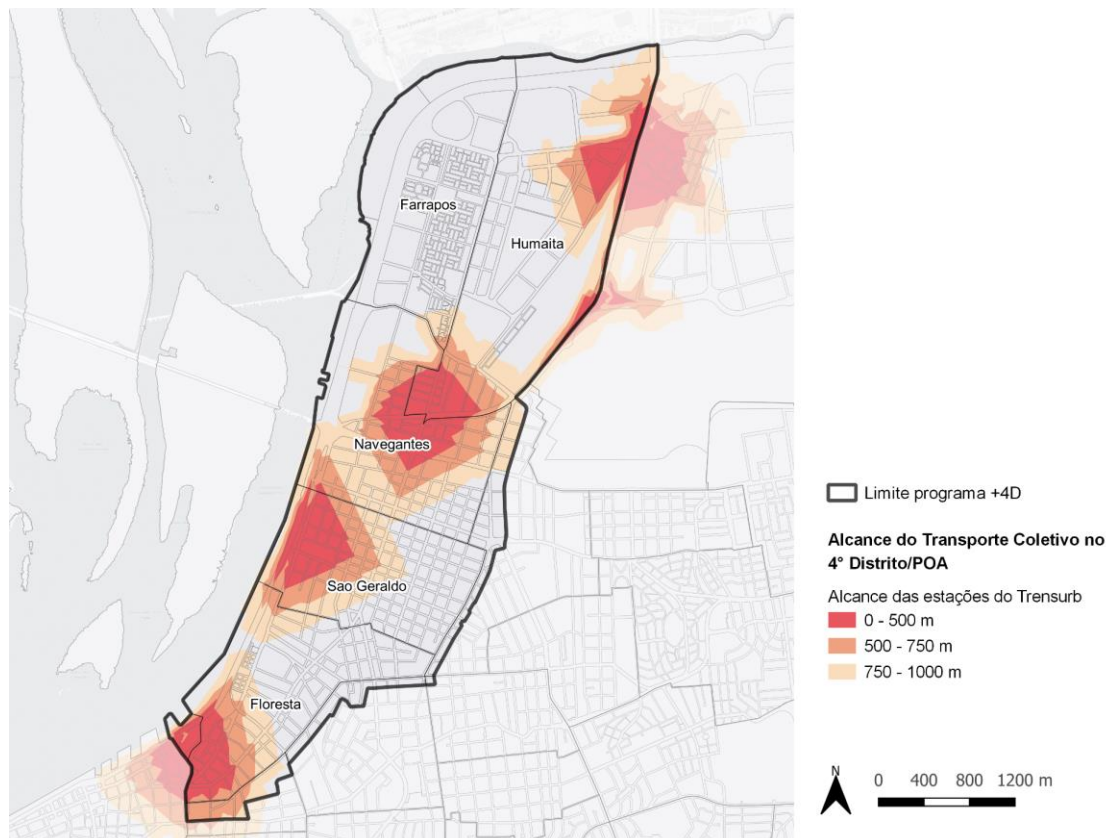 Farrapos
Humaita
Navegantes
Sao Geraldo
Floresta
Limite programa +4D
Alcance do Transporte Coletivo no
4° Distrito/POA
Alcance das estações do Trensurb
0 - 500 m
500 - 750 m
750 - 1000 m
N
0 400 800 1200 m